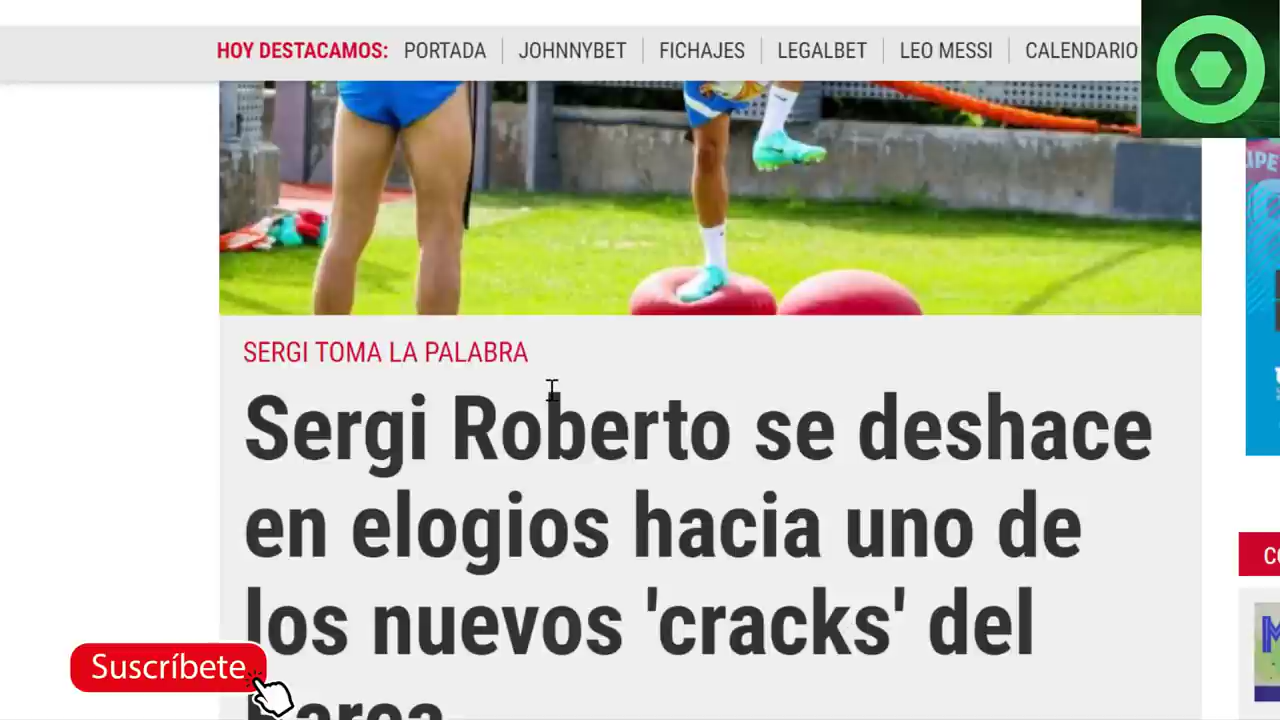 HOY DESTACAMOS: PORTADA JOHNNYBET FICHAJES LEGALBET LEO MESSI CALENDARIO
SERGI TOMA LA PALABRA
Sergi Roberto se deshace
en elogios hacia uno de
los nuevos 'cracks' del
Suscríbete